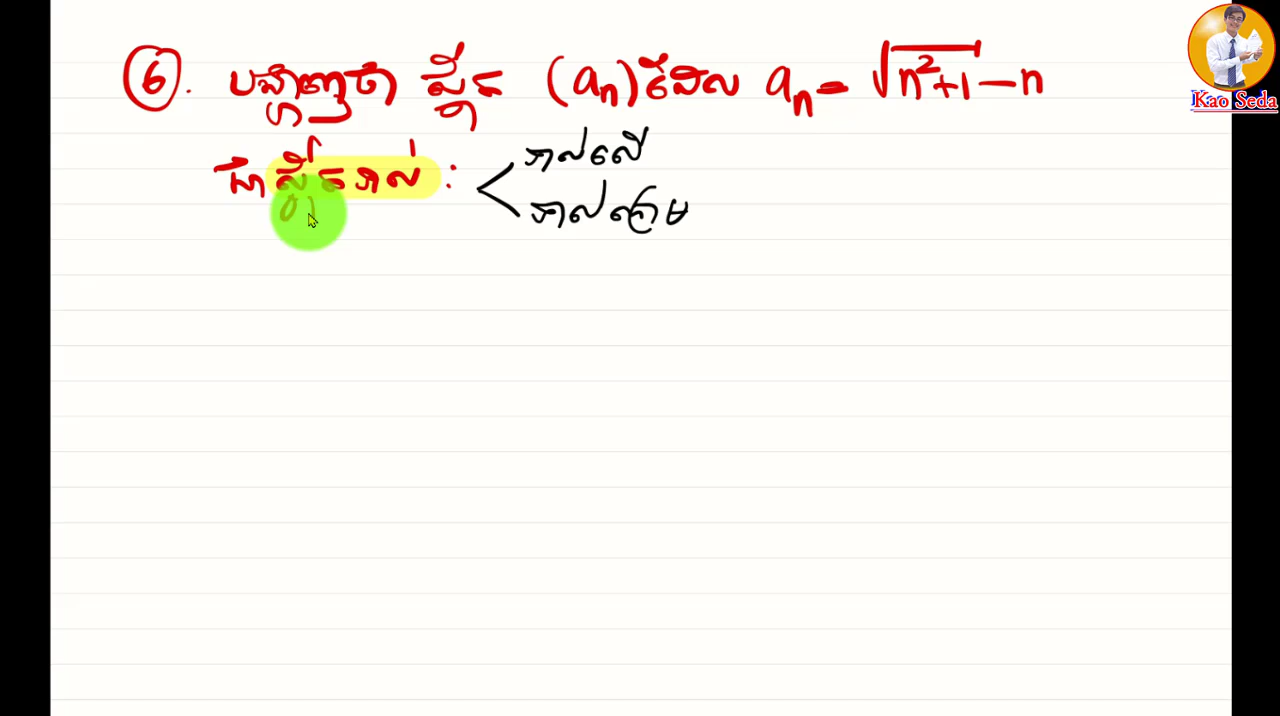 6. បង្ហាញថា ស្វ៊ីត (aₙ) ដែល aₙ = √(n²+1) − n
ជាស្វ៊ីតទាល់ :
ទាល់លើ
ទាល់ក្រោម
Kao Seda